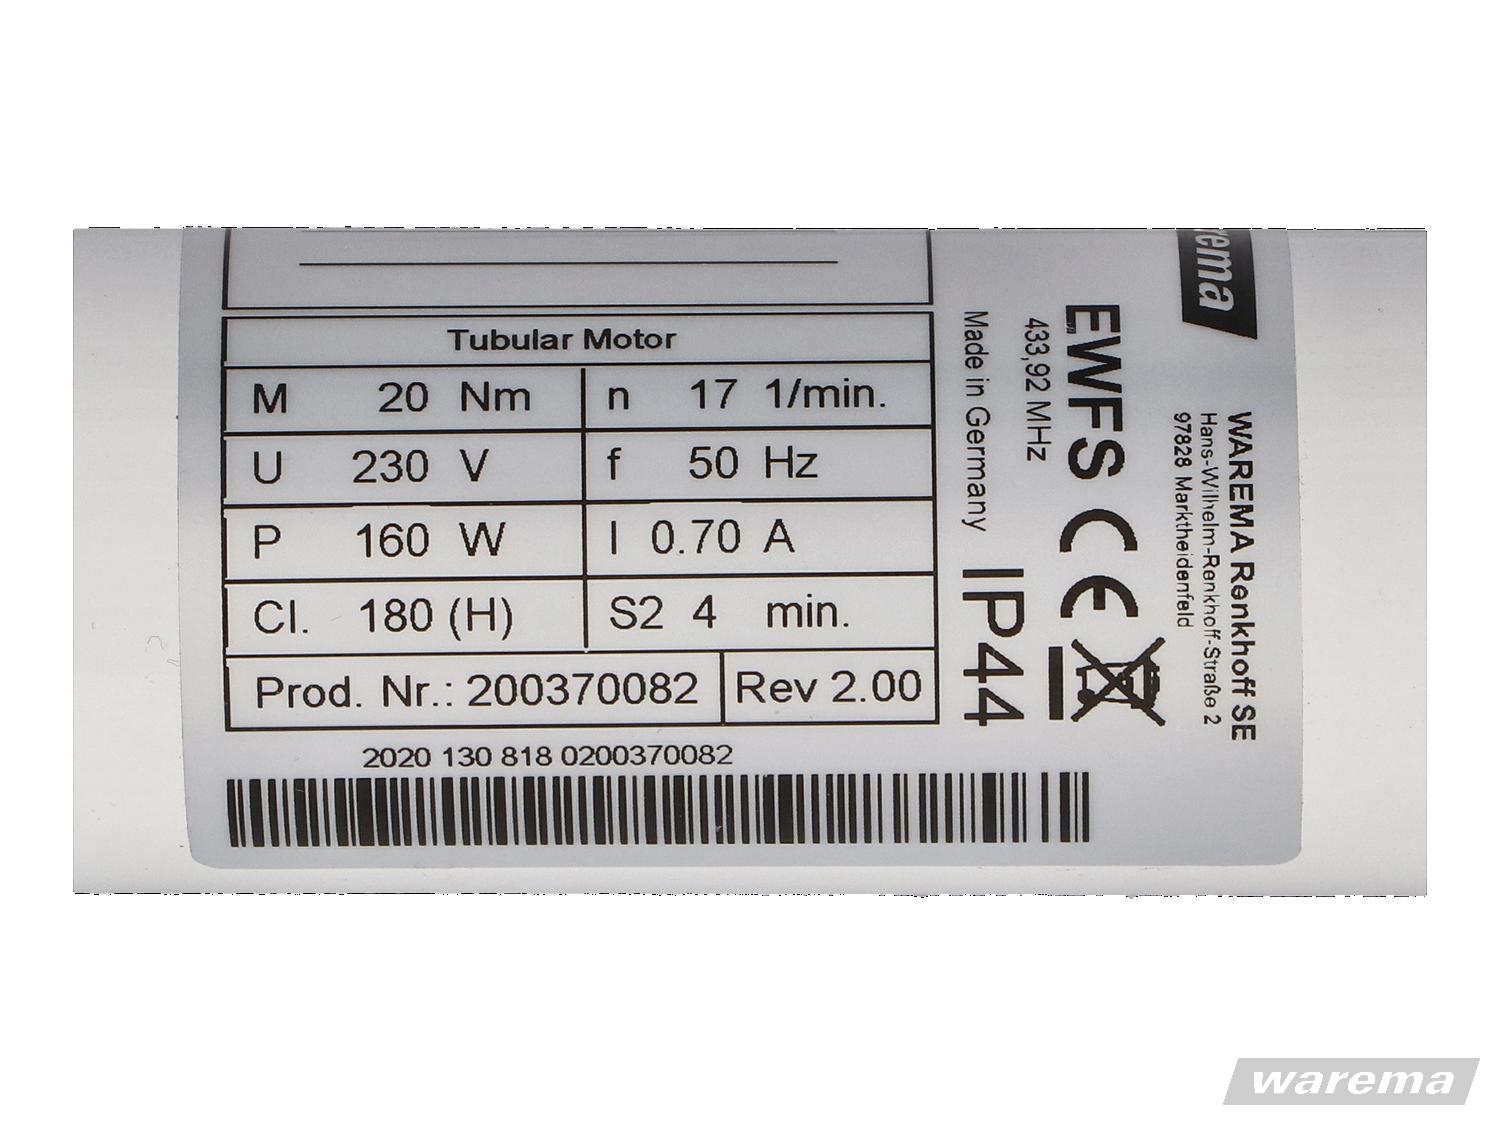 Tubular Motor
M 20 Nm n 17 1/min.
U 230 V f 50 Hz
P 160 W I 0.70 A
Cl. 180 (H) S2 4 min.
Prod. Nr.: 200370082 Rev 2.00
2020 130 818 0200370082
Made in Germany IP44
433,92 MHz
EWFS CE
rema
WAREMA Renkhoff SE
Hans-Wilhelm-Renkhoff-Straße 2
97828 Marktheidenfeld
warema